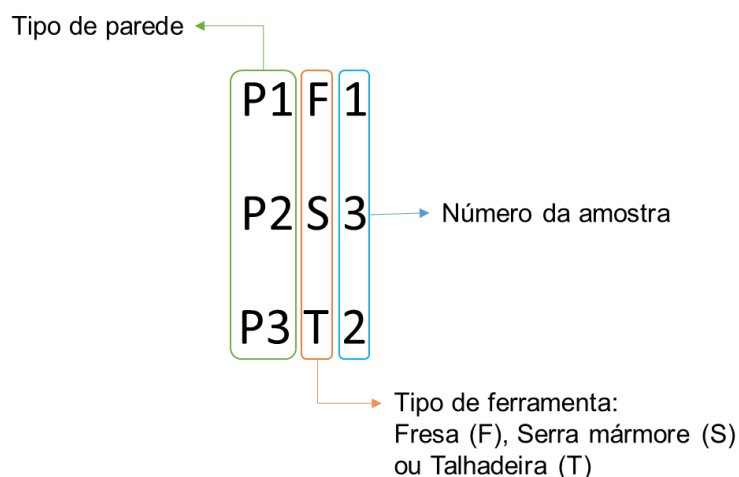 Tipo de parede
P1 F 1
P2 S 3
Número da amostra
P3 T 2
Tipo de ferramenta:
Fresa (F), Serra mármore (S)
ou Talhadeira (T)